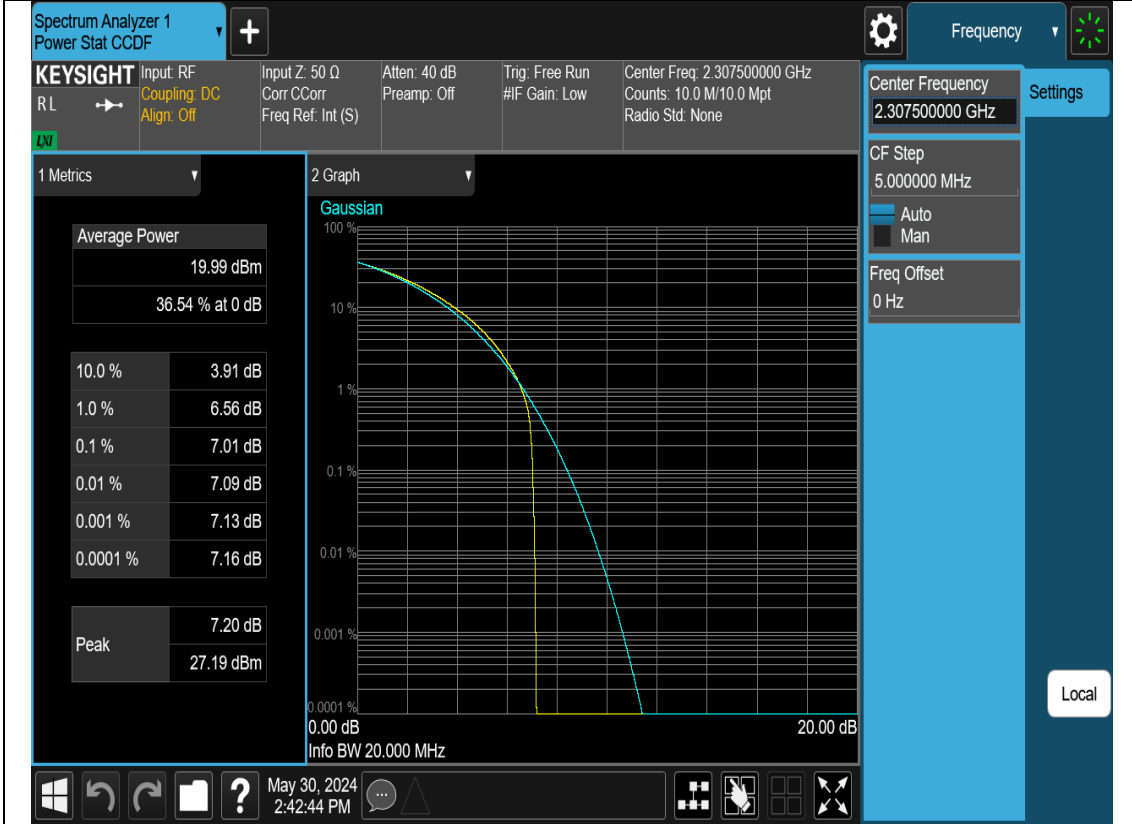 Spectrum Analyzer 1
Power Stat CCDF
+
Frequency
KEYSIGHT
RL
LXI
Input: RF
Coupling: DC
Align: Off
Input Z: 50 Ω
Corr CCorr
Freq Ref: Int (S)
Atten: 40 dB
Preamp: Off
Trig: Free Run
#IF Gain: Low
Center Freq: 2.307500000 GHz
Counts: 10.0 M/10.0 Mpt
Radio Std: None
Center Frequency
2.307500000 GHz
Settings
CF Step
5.000000 MHz
Auto
Man
Freq Offset
0 Hz
1 Metrics
Average Power
19.99 dBm
36.54 % at 0 dB
10.0 % 3.91 dB
1.0 % 6.56 dB
0.1 % 7.01 dB
0.01 % 7.09 dB
0.001 % 7.13 dB
0.0001 % 7.16 dB
Peak
7.20 dB
27.19 dBm
2 Graph
Gaussian
100 %
10 %
1 %
0.1 %
0.01 %
0.001 %
0.0001 %
0.00 dB 20.00 dB
Info BW 20.000 MHz
Local
?
May 30, 2024
2:42:44 PM